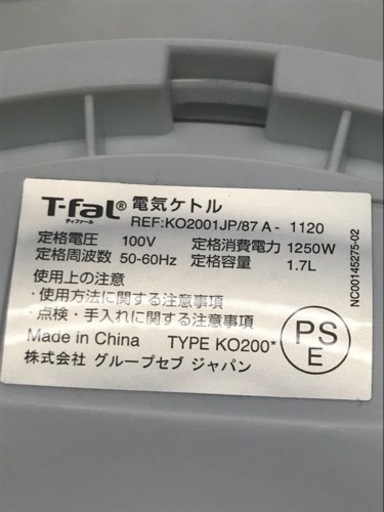 T-fal® 電気ケトル
ティファール
REF:KO2001JP/87 A - 1120
定格電圧 100V 定格消費電力 1250W
定格周波数 50-60Hz 定格容量 1.7L
使用上の注意
・使用方法に関する注意事項
・点検・手入れに関する注意事項
Made in China TYPE KO200*
株式会社 グループセブ ジャパン
PS
E
NC00145275-02